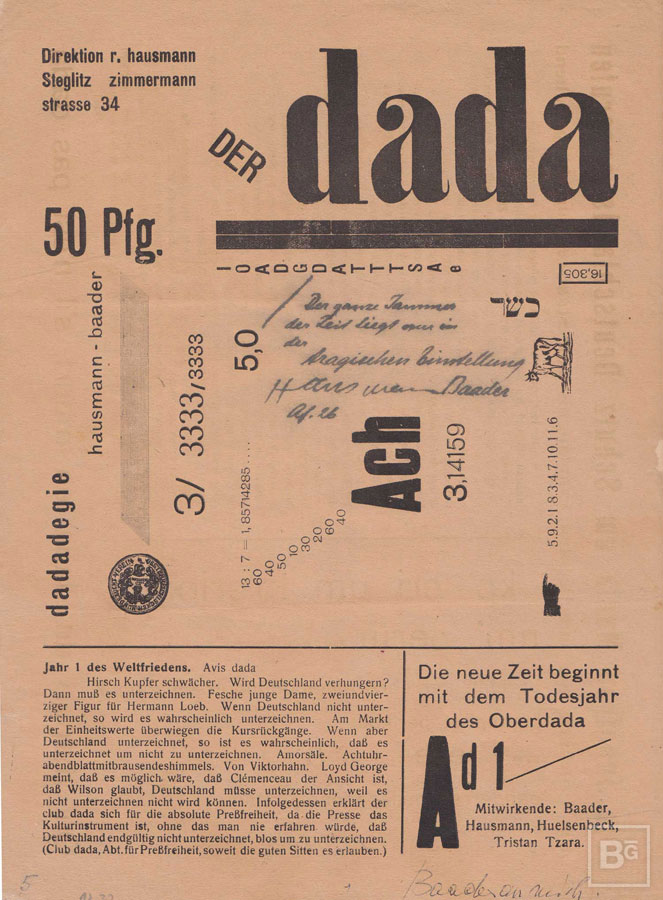 Direktion r. hausmann
Steglitz zimmermann
strasse 34
DER
dada
50 Pfg.
IOADGDATTTSAe
16,305
hausmann - baader
Der ganze Jammer
der Zeit liegt nur in
der
tragischen Einstellung
Hausmann Baader
כשר
5,0
3/ 3333/3333
Ach
3,14159
5.9.2.1 8.3.4.7.10.11.6
13 : 7 = 1,85714285....
60
40
50
10
30
20
60
40
dadadegie
Jahr 1 des Weltfriedens. Avis dada
Hirsch Kupfer schwächer. Wird Deutschland verhungern?
Dann muß es unterzeichnen. Fesche junge Dame, zweiundvier-
ziger Figur für Hermann Loeb. Wenn Deutschland nicht unter-
zeichnet, so wird es wahrscheinlich unterzeichnen. Am Markt
der Einheitswerte überwiegen die Kursrückgänge. Wenn aber
Deutschland unterzeichnet, so ist es wahrscheinlich, daß es
unterzeichnet um nicht zu unterzeichnen. Amorsäle. Achtuhr-
abendblattmitbrausendeshimmels. Von Viktorhahn. Loyd George
meint, daß es möglich wäre, daß Clémenceau der Ansicht ist,
daß Wilson glaubt, Deutschland müsse unterzeichnen, weil es
nicht unterzeichnen nicht wird können. Infolgedessen erklärt der
club dada sich für die absolute Preßfreiheit, da die Presse das
Kulturinstrument ist, ohne das man nie erfahren würde, daß
Deutschland endgültig nicht unterzeichnet, blos um zu unterzeichnen.
(Club dada, Abt. für Preßfreiheit, soweit die guten Sitten es erlauben.)
Die neue Zeit beginnt
mit dem Todesjahr
des Oberdada
Ad 1
Mitwirkende: Baader,
Hausmann, Huelsenbeck,
Tristan Tzara.
BG
5
Baader an mich.